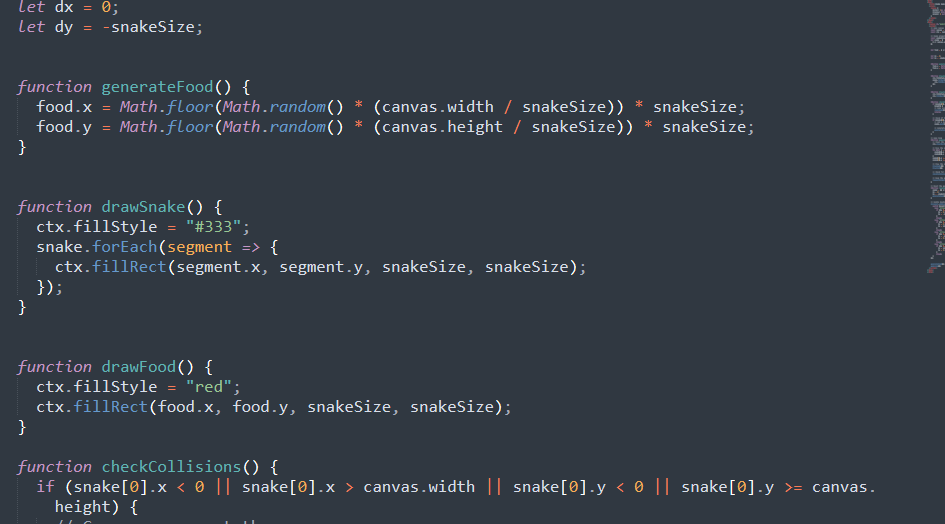 let dx = 0;
let dy = -snakeSize;
function generateFood() {
food.x = Math.floor(Math.random() * (canvas.width / snakeSize)) * snakeSize;
food.y = Math.floor(Math.random() * (canvas.height / snakeSize)) * snakeSize;
}
function drawSnake() {
ctx.fillStyle = "#333";
snake.forEach(segment => {
ctx.fillRect(segment.x, segment.y, snakeSize, snakeSize);
});
}
function drawFood() {
ctx.fillStyle = "red";
ctx.fillRect(food.x, food.y, snakeSize, snakeSize);
}
function checkCollisions() {
if (snake[0].x < 0 || snake[0].x > canvas.width || snake[0].y < 0 || snake[0].y >= canvas.
height) {